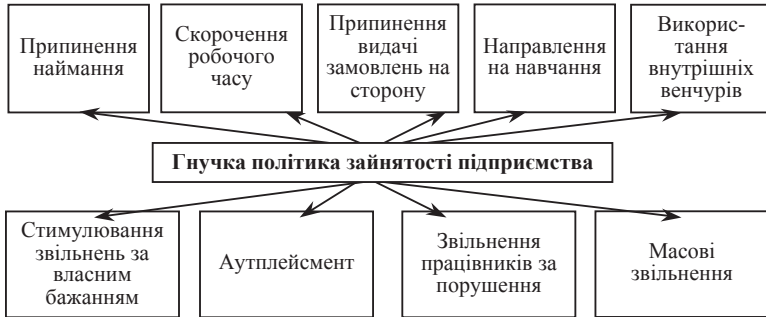 Припинення
наймання
Скорочення
робочого
часу
Припинення
видачі
замовлень на
сторону
Направлення
на навчання
Викорис-
тання
внутрішніх
венчурів
Гнучка політика зайнятості підприємства
Стимулювання
звільнень за
власним
бажанням
Аутплейсмент
Звільнення
працівників за
порушення
Масові
звільнення